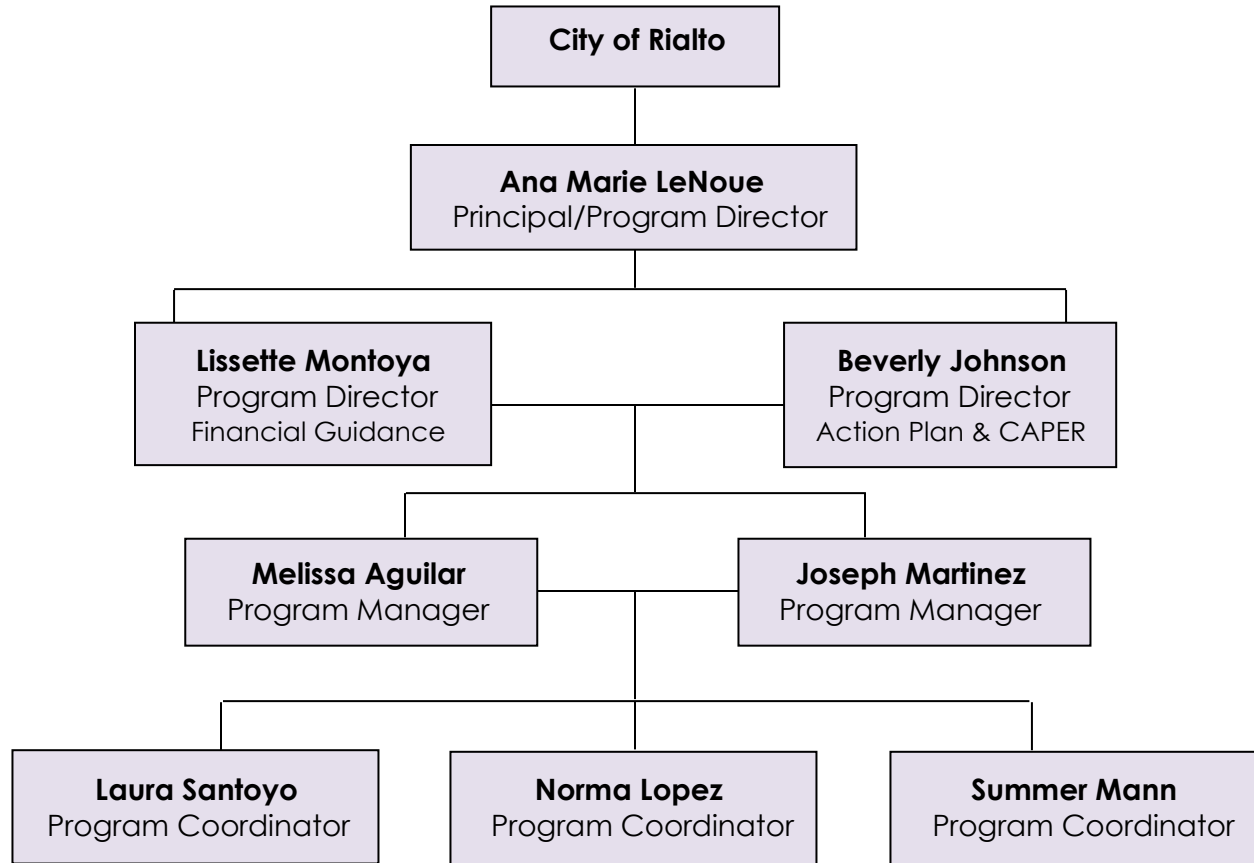 City of Rialto
Ana Marie LeNoue
Principal/Program Director
Lissette Montoya
Program Director
Financial Guidance
Beverly Johnson
Program Director
Action Plan & CAPER
Melissa Aguilar
Program Manager
Joseph Martinez
Program Manager
Laura Santoyo
Program Coordinator
Norma Lopez
Program Coordinator
Summer Mann
Program Coordinator